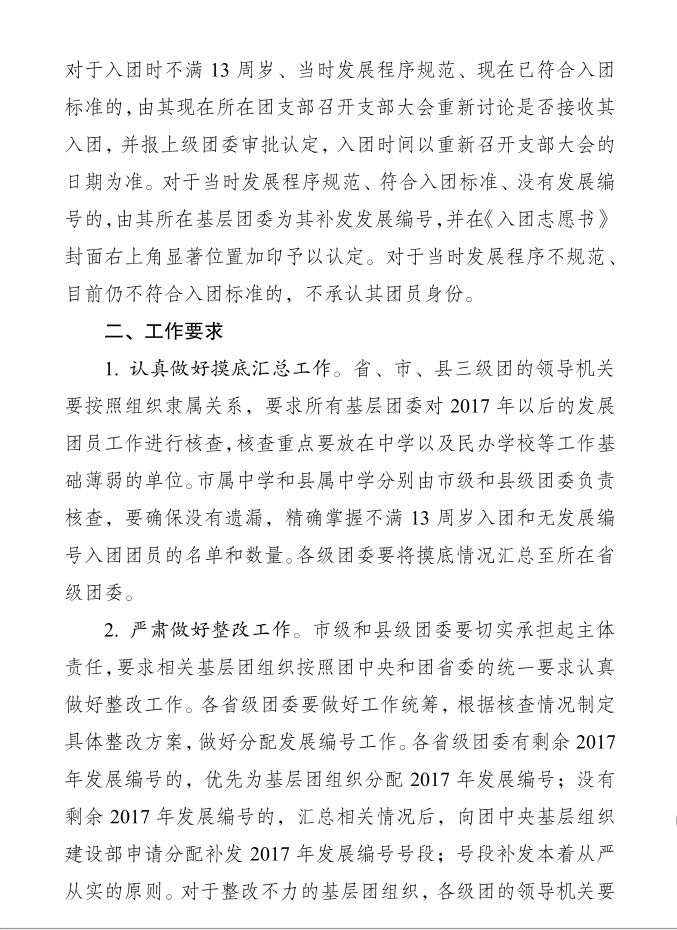 对于入团时不满 13 周岁、当时发展程序规范、现在已符合入团
标准的，由其现在所在团支部召开支部大会重新讨论是否接收其
入团，并报上级团委审批认定，入团时间以重新召开支部大会的
日期为准。对于当时发展程序规范、符合入团标准、没有发展编
号的，由其所在基层团委为其补发发展编号，并在《入团志愿书》
封面右上角显著位置加印予以认定。对于当时发展程序不规范、
目前仍不符合入团标准的，不承认其团员身份。
二、工作要求
1. 认真做好摸底汇总工作。省、市、县三级团的领导机关
要按照组织隶属关系，要求所有基层团委对 2017 年以后的发展
团员工作进行核查，核查重点要放在中学以及民办学校等工作基
础薄弱的单位。市属中学和县属中学分别由市级和县级团委负责
核查，要确保没有遗漏，精确掌握不满 13 周岁入团和无发展编
号入团团员的名单和数量。各级团委要将摸底情况汇总至所在省
级团委。
2. 严肃做好整改工作。市级和县级团委要切实承担起主体
责任，要求相关基层团组织按照团中央和团省委的统一要求认真
做好整改工作。各省级团委要做好工作统筹，根据核查情况制定
具体整改方案，做好分配发展编号工作。各省级团委有剩余 2017
年发展编号的，优先为基层团组织分配 2017 年发展编号；没有
剩余 2017 年发展编号的，汇总相关情况后，向团中央基层组织
建设部申请分配补发 2017 年发展编号号段；号段补发本着从严
从实的原则。对于整改不力的基层团组织，各级团的领导机关要